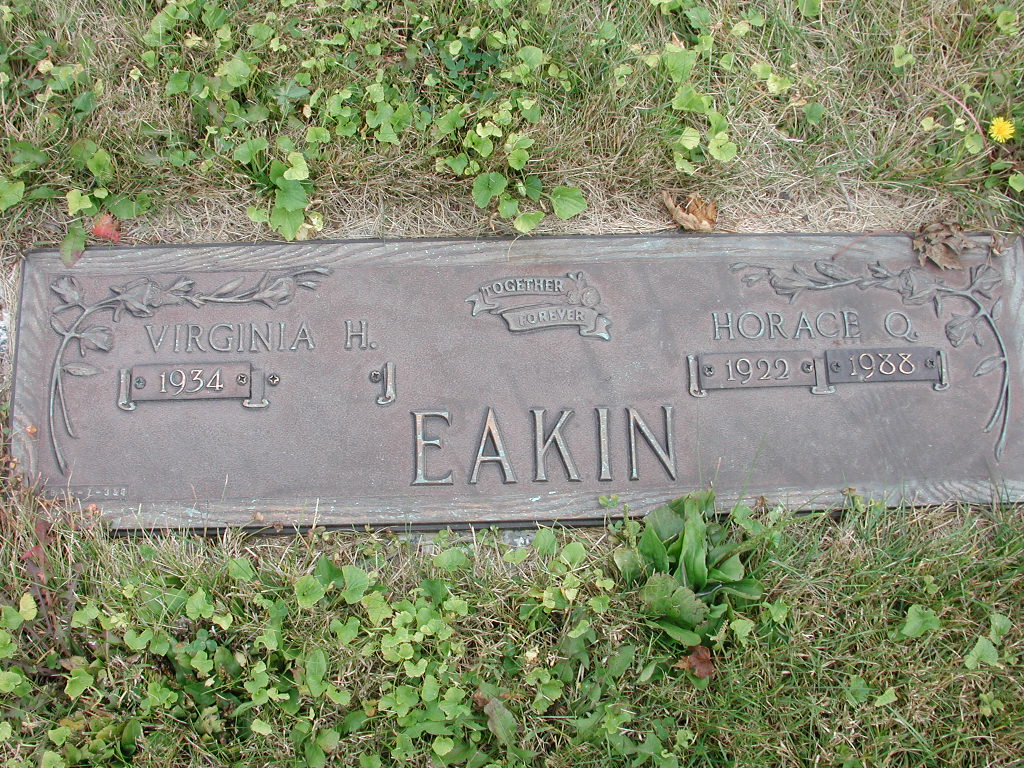 TOGETHER
FOREVER
VIRGINIA H.
1934
HORACE Q.
1922 1988
EAKIN